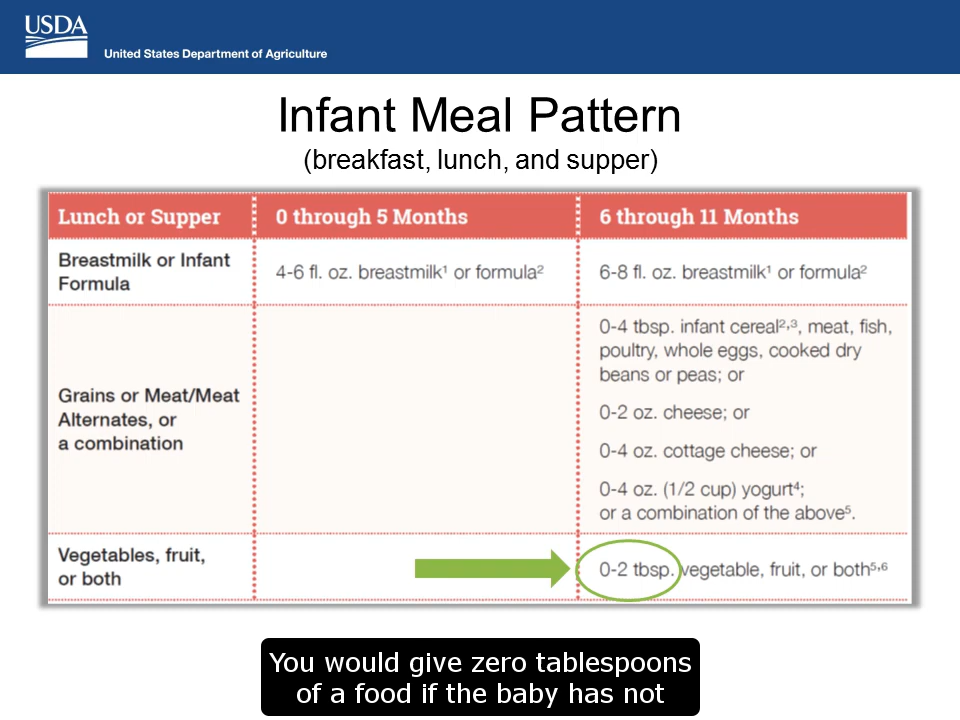 USDA
United States Department of Agriculture
Infant Meal Pattern
(breakfast, lunch, and supper)
Lunch or Supper
0 through 5 Months
6 through 11 Months
Breastmilk or Infant
Formula
4-6 fl. oz. breastmilk¹ or formula²
6-8 fl. oz. breastmilk¹ or formula²
Grains or Meat/Meat
Alternates, or
a combination
0-4 tbsp. infant cereal²,³, meat, fish,
poultry, whole eggs, cooked dry
beans or peas; or
0-2 oz. cheese; or
0-4 oz. cottage cheese; or
0-4 oz. (1/2 cup) yogurt⁴;
or a combination of the above⁵.
Vegetables, fruit,
or both
0-2 tbsp. vegetable, fruit, or both⁵,⁶
You would give zero tablespoons
of a food if the baby has not